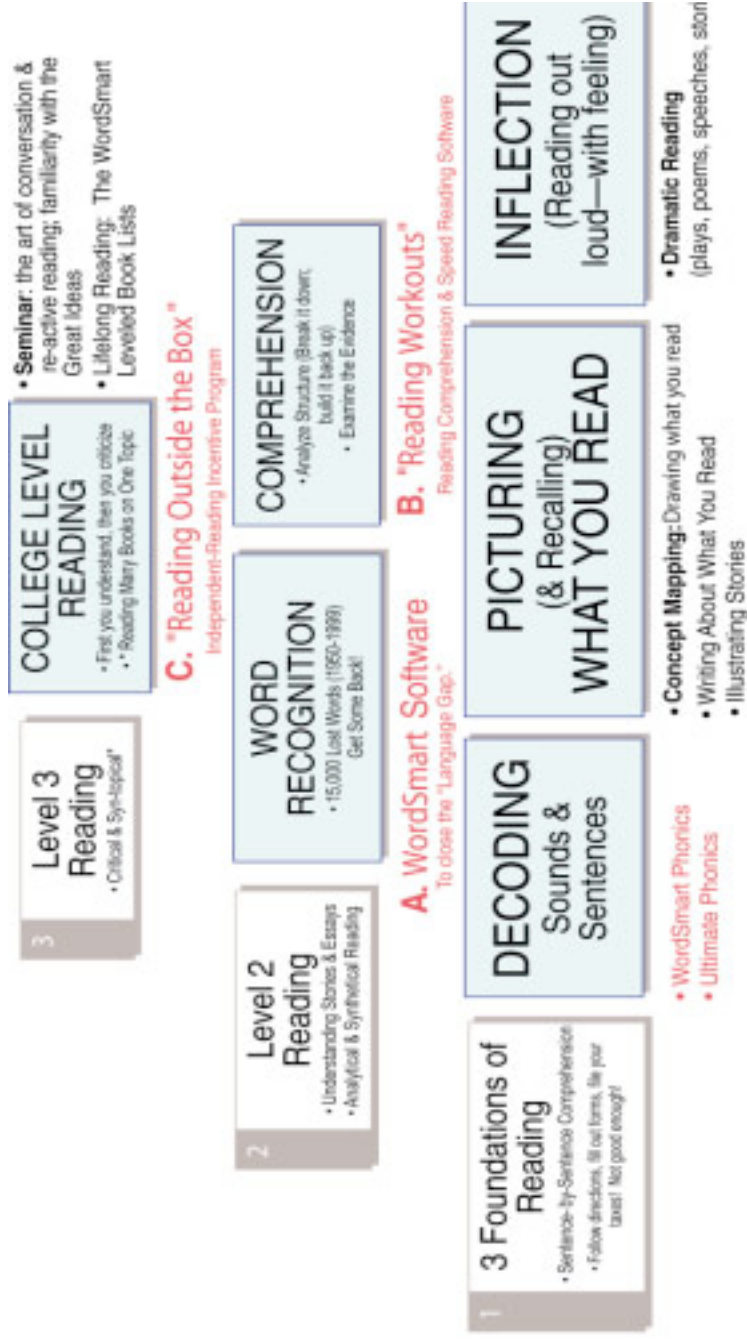 3
Level 3
Reading
• Critical & Syn-topical"
COLLEGE LEVEL
READING
• First you understand, then you criticize
• " Reading Many Books on One Topic
• Seminar: the art of conversation &
re-active reading; familiarity with the
Great Ideas
• Lifelong Reading: The WordSmart
Leveled Book Lists
C. "Reading Outside the Box"
Independent-Reading Incentive Program
2
Level 2
Reading
• Understanding Stories & Essays
• Analytical & Synthetical Reading
WORD
RECOGNITION
• 15,000 Lost Words (1950-1999)
Get Some Back!
COMPREHENSION
• Analyze Structure (Break it down;
build it back up)
• Examine the Evidence
A. WordSmart Software
To close the "Language Gap."
B. "Reading Workouts"
Reading Comprehension & Speed Reading Software
1
3 Foundations of
Reading
• Sentence-by-Sentence Comprehension
• Follow directions, fill out forms, file your
taxes! Not good enough!
DECODING
Sounds &
Sentences
PICTURING
(& Recalling)
WHAT YOU READ
INFLECTION
(Reading out
loud—with feeling)
• WordSmart Phonics
• Ultimate Phonics
• Concept Mapping: Drawing what you read
• Writing About What You Read
• Illustrating Stories
• Dramatic Reading
(plays, poems, speeches, stori